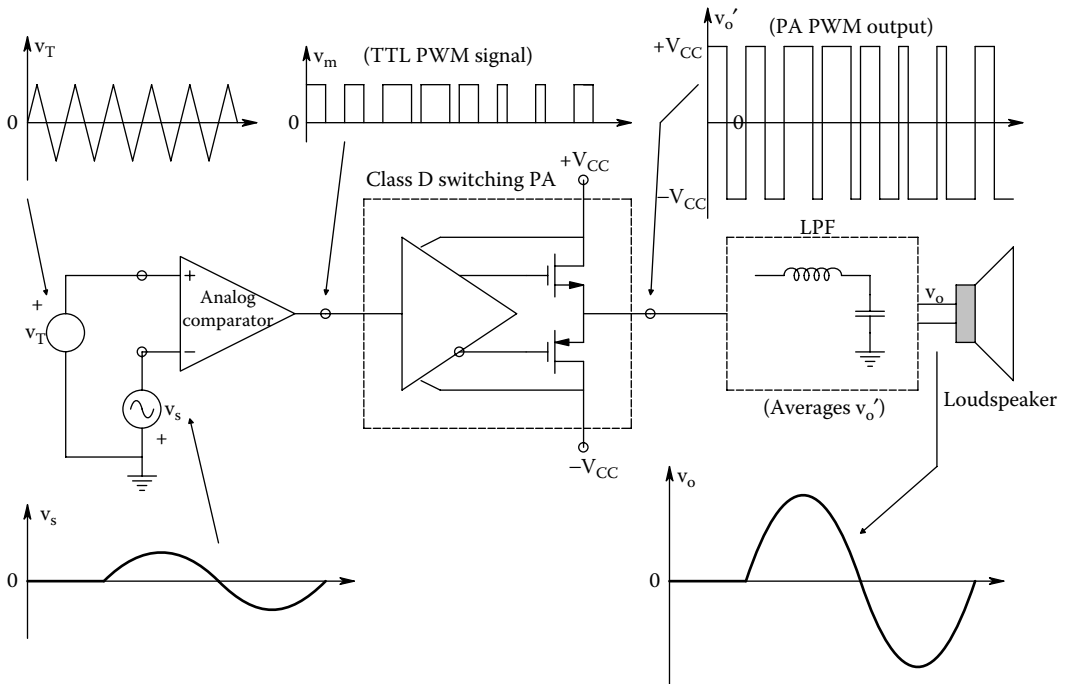 v_T
0
v_m
(TTL PWM signal)
0
v_o′
(PA PWM output)
+V_CC
0
−V_CC
Class D switching PA
+V_CC
LPF
+
v_T
+
Analog
comparator
−
v_s
+
v_o
(Averages v_o′)
Loudspeaker
−V_CC
v_s
0
v_o
0